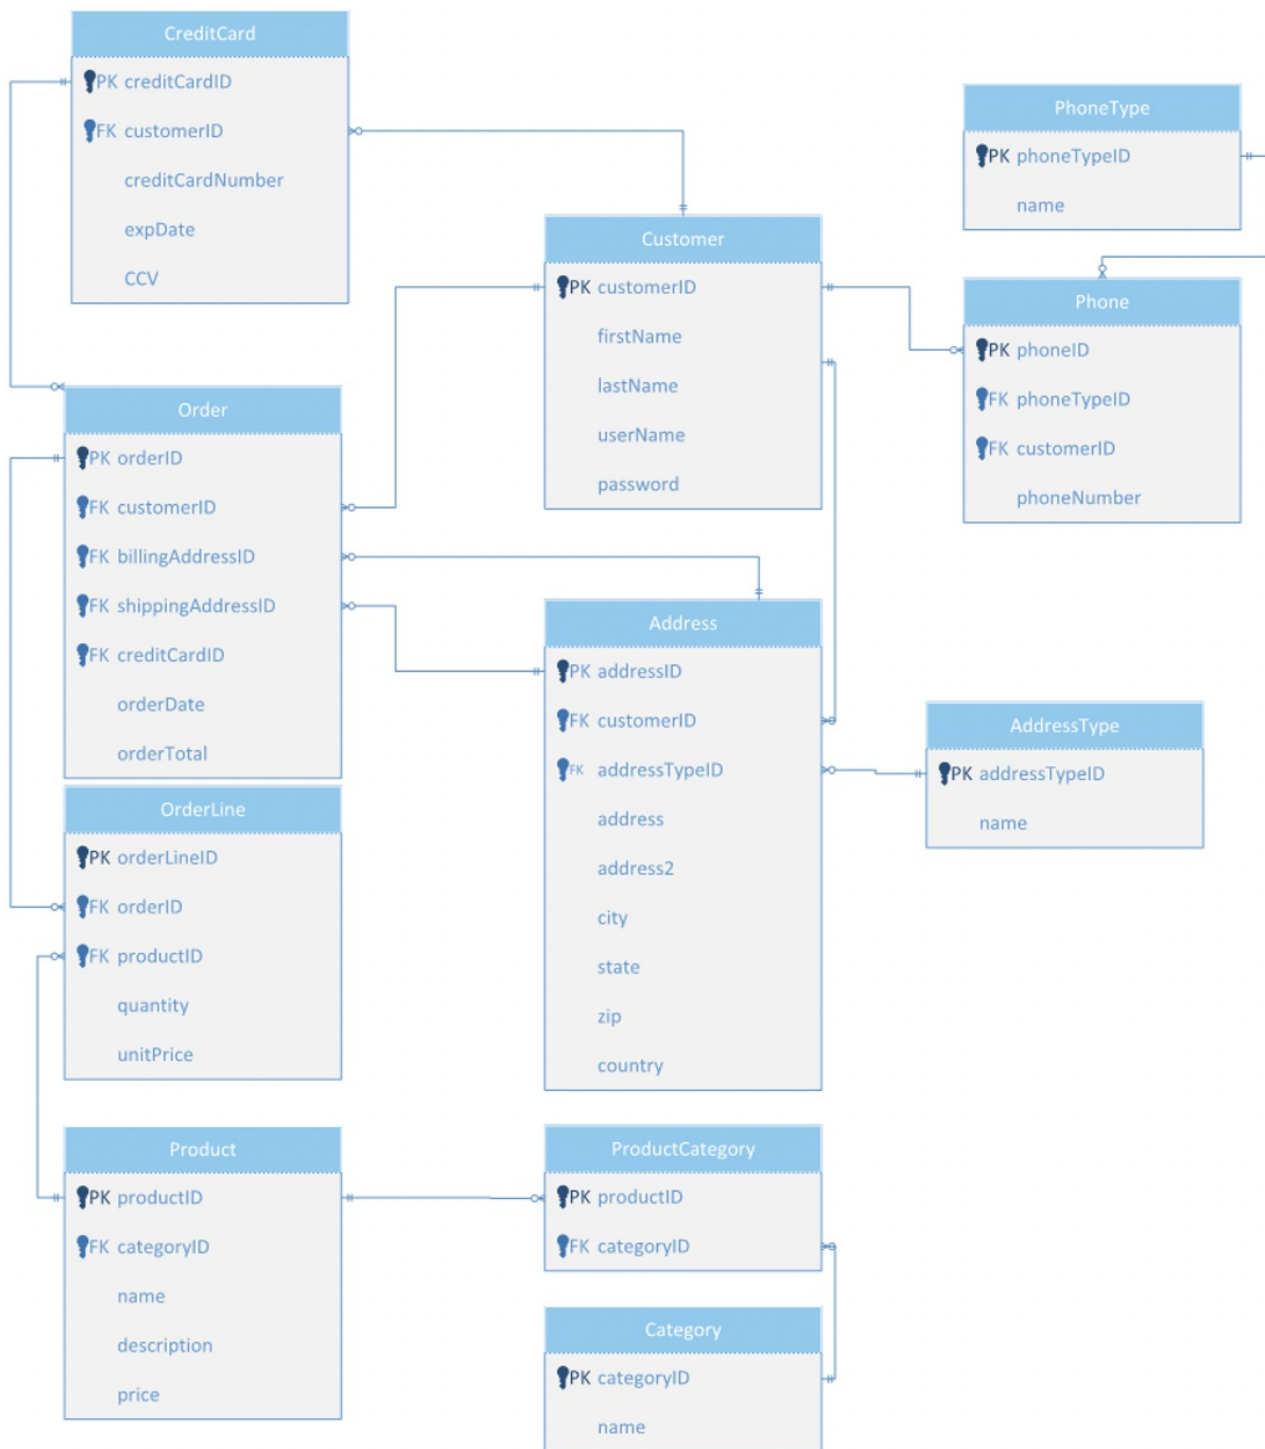 CreditCard
PK creditCardID
FK customerID
creditCardNumber
expDate
CCV
PhoneType
PK phoneTypeID
name
Customer
PK customerID
firstName
lastName
userName
password
Phone
PK phoneID
FK phoneTypeID
FK customerID
phoneNumber
Order
PK orderID
FK customerID
FK billingAddressID
FK shippingAddressID
FK creditCardID
orderDate
orderTotal
Address
PK addressID
FK customerID
FK addressTypeID
address
address2
city
state
zip
country
AddressType
PK addressTypeID
name
OrderLine
PK orderLineID
FK orderID
FK productID
quantity
unitPrice
Product
PK productID
FK categoryID
name
description
price
ProductCategory
PK productID
FK categoryID
Category
PK categoryID
name